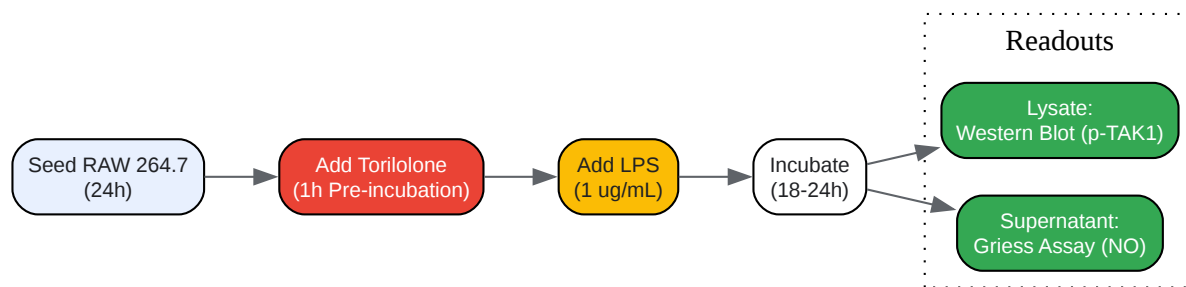 Seed RAW 264.7
(24h)
Add Torilolone
(1h Pre-incubation)
Add LPS
(1 ug/mL)
Incubate
(18-24h)
Readouts
Lysate:
Western Blot (p-TAK1)
Supernatant:
Griess Assay (NO)